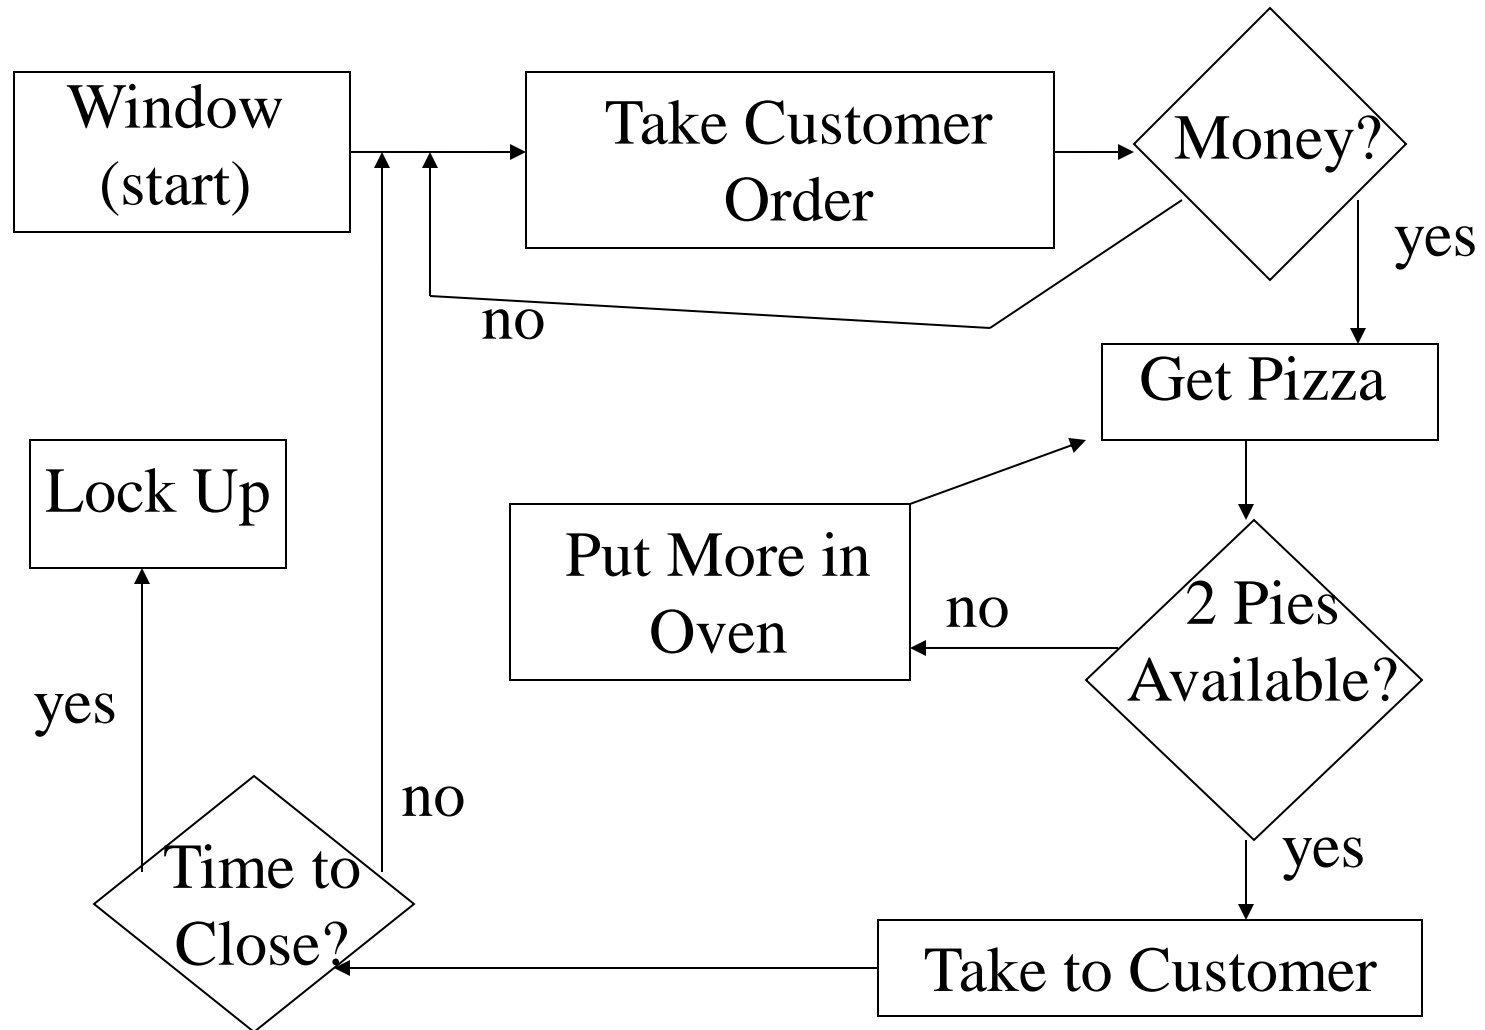 Window
(start)
Take Customer
Order
Money?
yes
no
Get Pizza
Lock Up
Put More in
Oven
no
2 Pies
Available?
yes
no
yes
Time to
Close?
Take to Customer